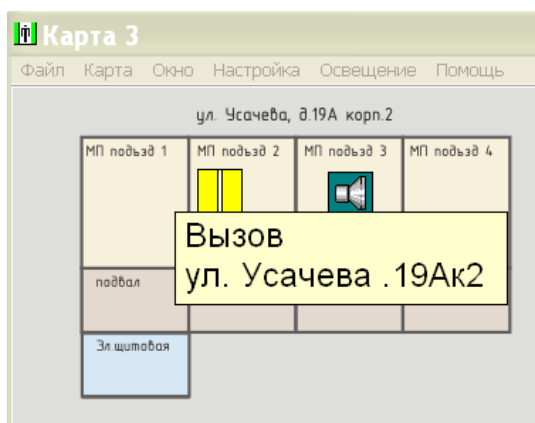 Карта 3
Файл Карта Окно Настройка Освещение Помощь
ул. Усачева, д.19А корп.2
МП подъзд 1 МП подъзд 2 МП подъзд 3 МП подъзд 4
Вызов
ул. Усачева .19Ак2
подвал
Эл.щитовая